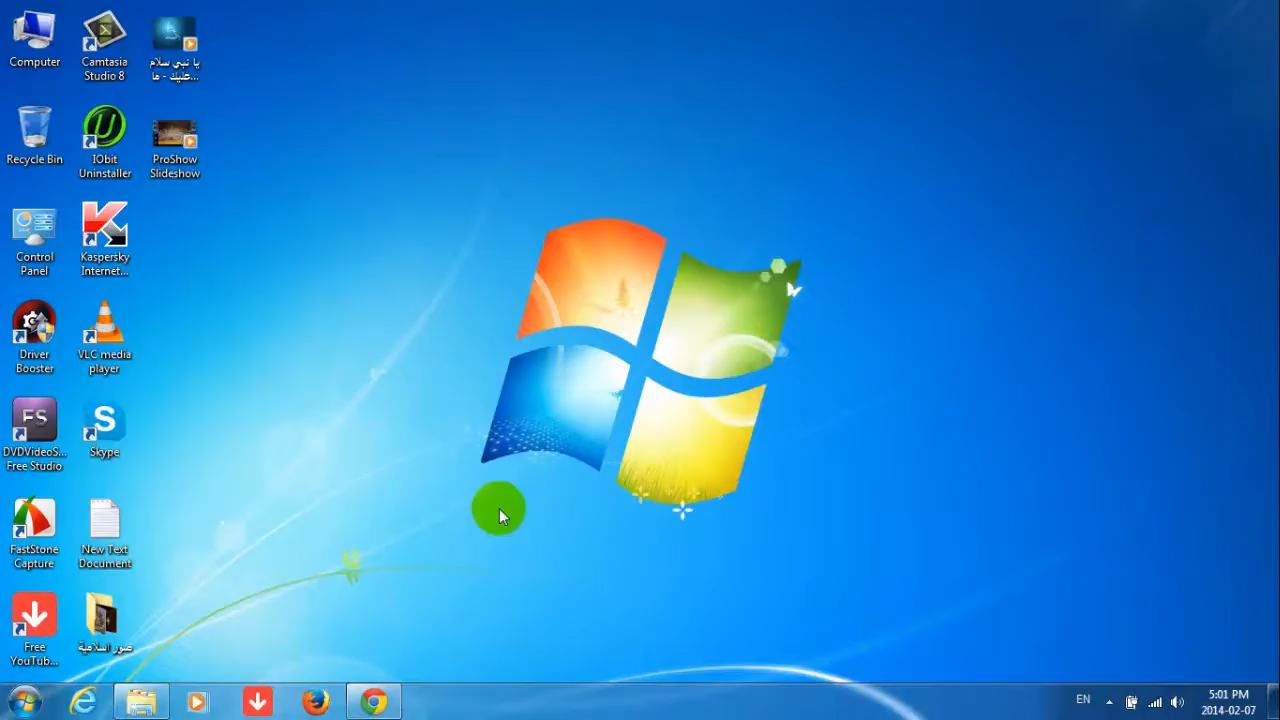 Computer
Camtasia
Studio 8
يا نبي سلام
عليك - ما...
Recycle Bin
IObit
Uninstaller
ProShow
Slideshow
Control
Panel
Kaspersky
Internet...
Driver
Booster
VLC media
player
FS
DVDVideoS...
Free Studio
Skype
FastStone
Capture
New Text
Document
Free
YouTub...
صور اسلامية
EN
5:01 PM
2014-02-07